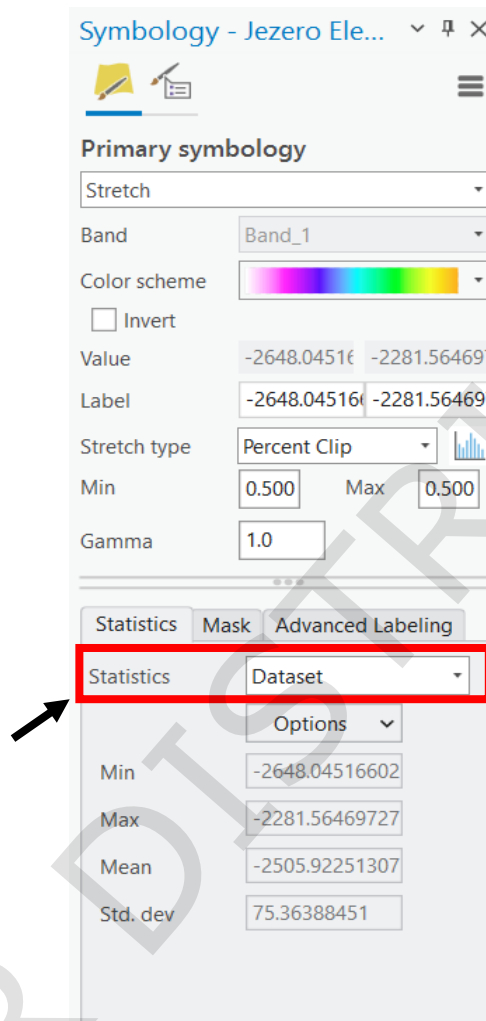 Symbology - Jezero Ele...
Primary symbology
Stretch
Band Band_1
Color scheme
Invert
Value -2648.04516 -2281.56469
Label -2648.04516 -2281.56469
Stretch type Percent Clip
Min 0.500 Max 0.500
Gamma 1.0
Statistics Mask Advanced Labeling
Statistics Dataset
Options
Min -2648.04516602
Max -2281.56469727
Mean -2505.92251307
Std. dev 75.36388451
DISTRI
R